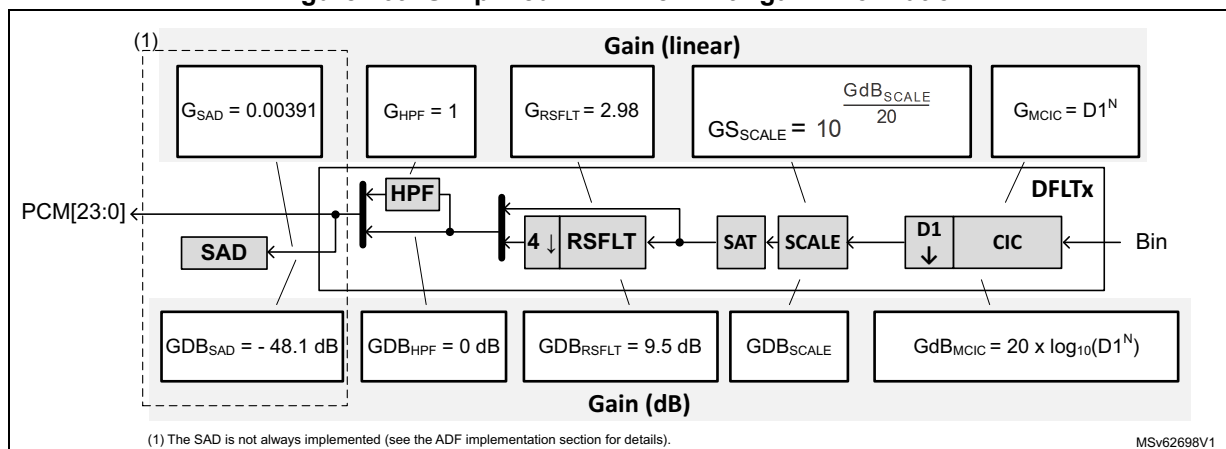 (1)
Gain (linear)
G_SAD = 0.00391
G_HPF = 1
G_RSFLT = 2.98
GS_SCALE = 10^(GdB_SCALE / 20)
G_MCIC = D1^N
DFLTx
PCM[23:0]
HPF
SAD
4 ↓ RSFLT
SAT
SCALE
D1 ↓
CIC
Bin
GDB_SAD = - 48.1 dB
GDB_HPF = 0 dB
GDB_RSFLT = 9.5 dB
GDB_SCALE
GdB_MCIC = 20 x log_10(D1^N)
Gain (dB)
(1) The SAD is not always implemented (see the ADF implementation section for details).
MSv62698V1